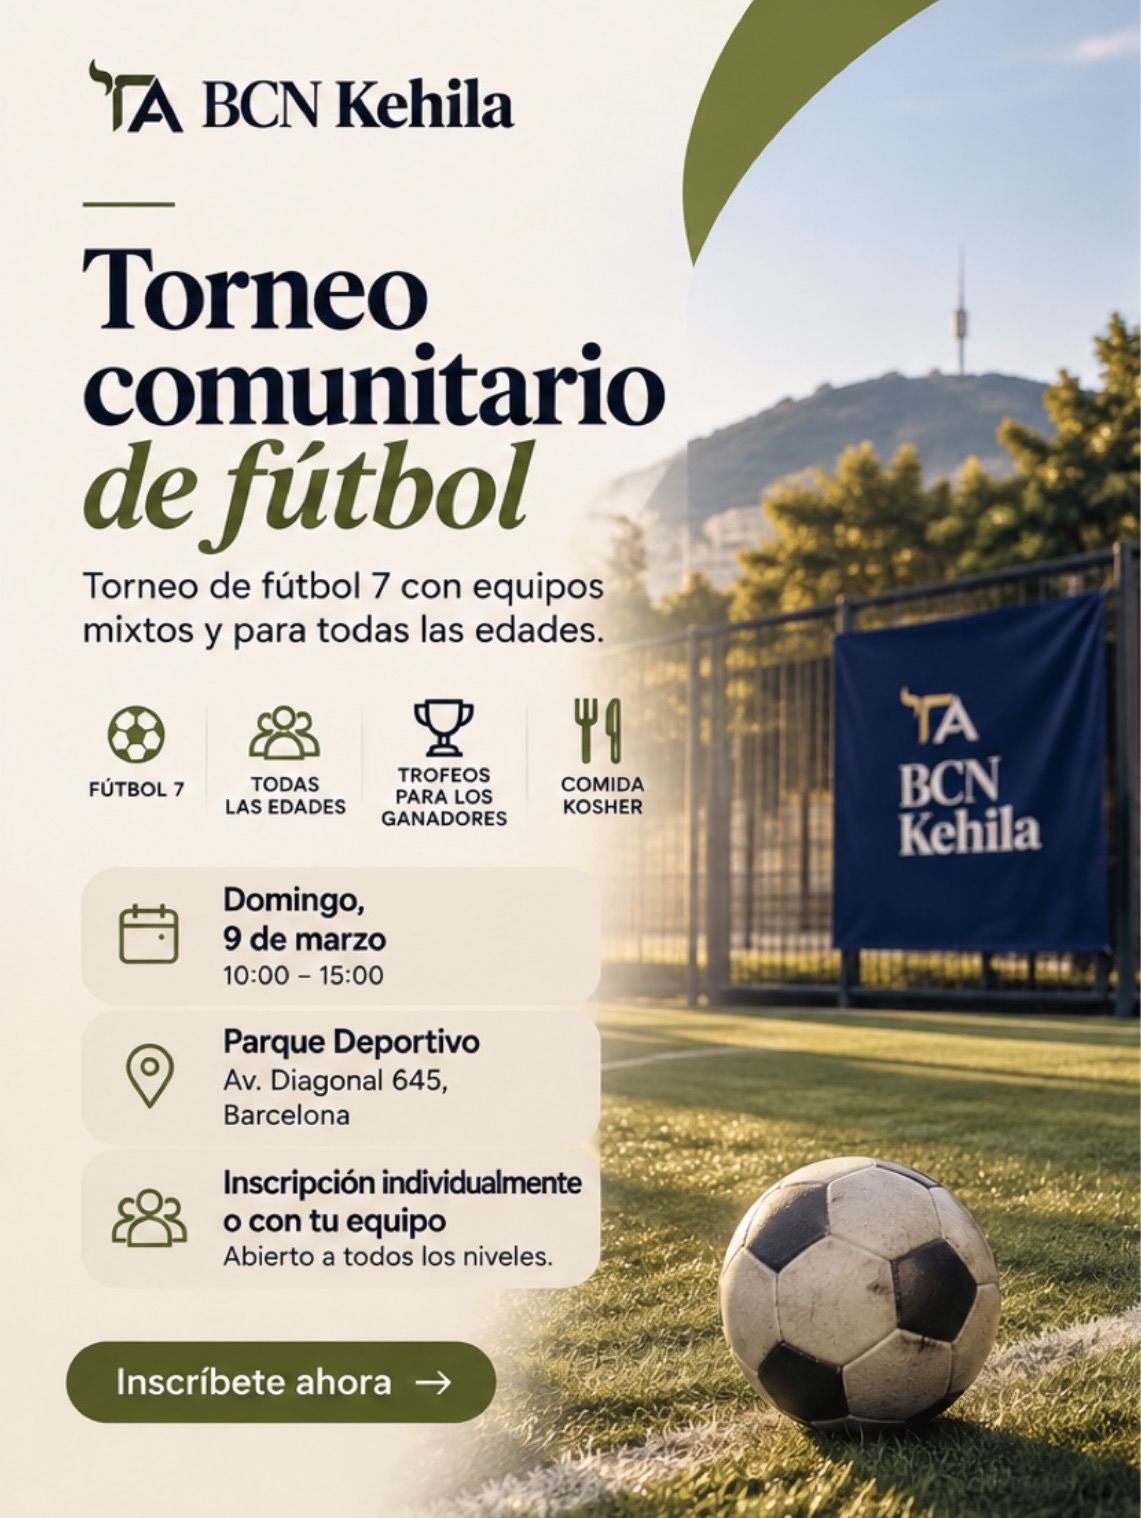 BCN Kehila
Torneo
comunitario
de fútbol
Torneo de fútbol 7 con equipos
mixtos y para todas las edades.
FÚTBOL 7
TODAS
LAS EDADES
TROFEOS
PARA LOS
GANADORES
COMIDA
KOSHER
Domingo,
9 de marzo
10:00 – 15:00
Parque Deportivo
Av. Diagonal 645,
Barcelona
Inscripción individualmente
o con tu equipo
Abierto a todos los niveles.
Inscríbete ahora →
TA
BCN
Kehila